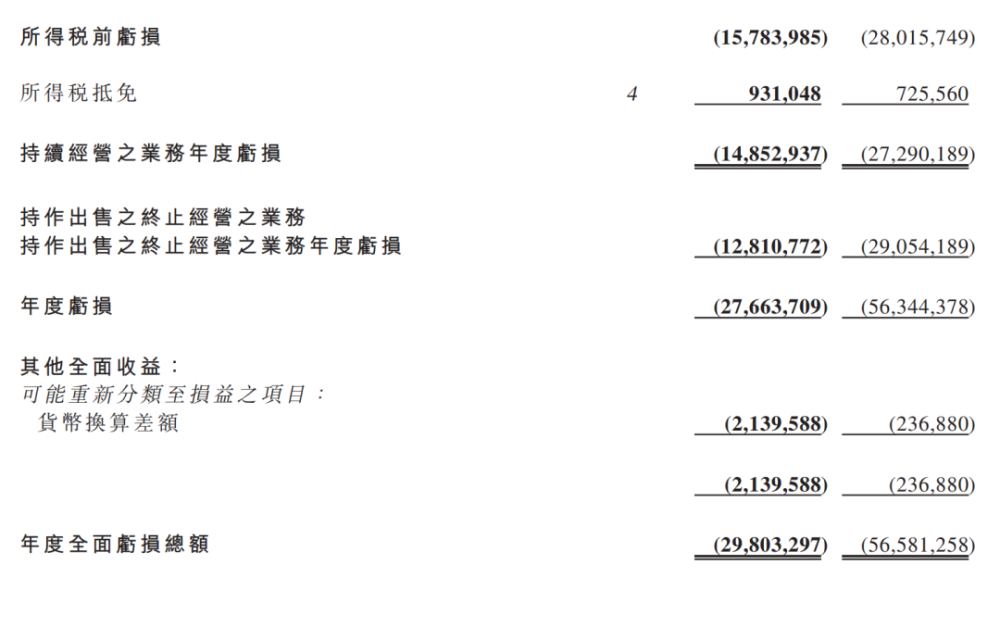 所得税前虧損 (15,783,985) (28,015,749)
所得税抵免 4 931,048 725,560
持續經營之業務年度虧損 (14,852,937) (27,290,189)
持作出售之終止經營之業務
持作出售之終止經營之業務年度虧損 (12,810,772) (29,054,189)
年度虧損 (27,663,709) (56,344,378)
其他全面收益：
可能重新分類至損益之項目：
貨幣換算差額 (2,139,588) (236,880)
(2,139,588) (236,880)
年度全面虧損總額 (29,803,297) (56,581,258)